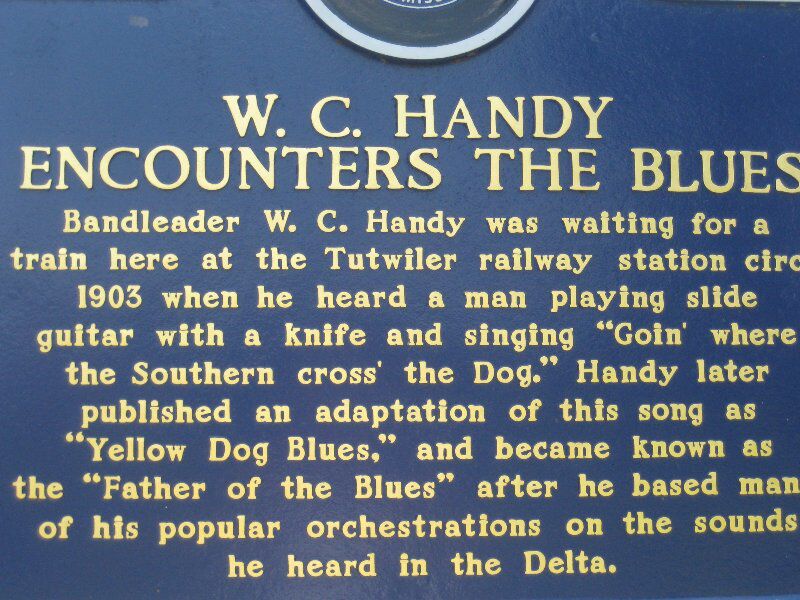 W. C. HANDY
ENCOUNTERS THE BLUES
Bandleader W. C. Handy was waiting for a
train here at the Tutwiler railway station circ
1903 when he heard a man playing slide
guitar with a knife and singing “Goin' where
the Southern cross' the Dog.” Handy later
published an adaptation of this song as
“Yellow Dog Blues,” and became known as
the “Father of the Blues” after he based man
of his popular orchestrations on the sounds
he heard in the Delta.